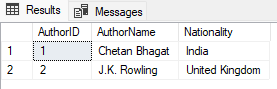 Results Messages
AuthorID AuthorName Nationality
1 1 Chetan Bhagat India
2 2 J.K. Rowling United Kingdom